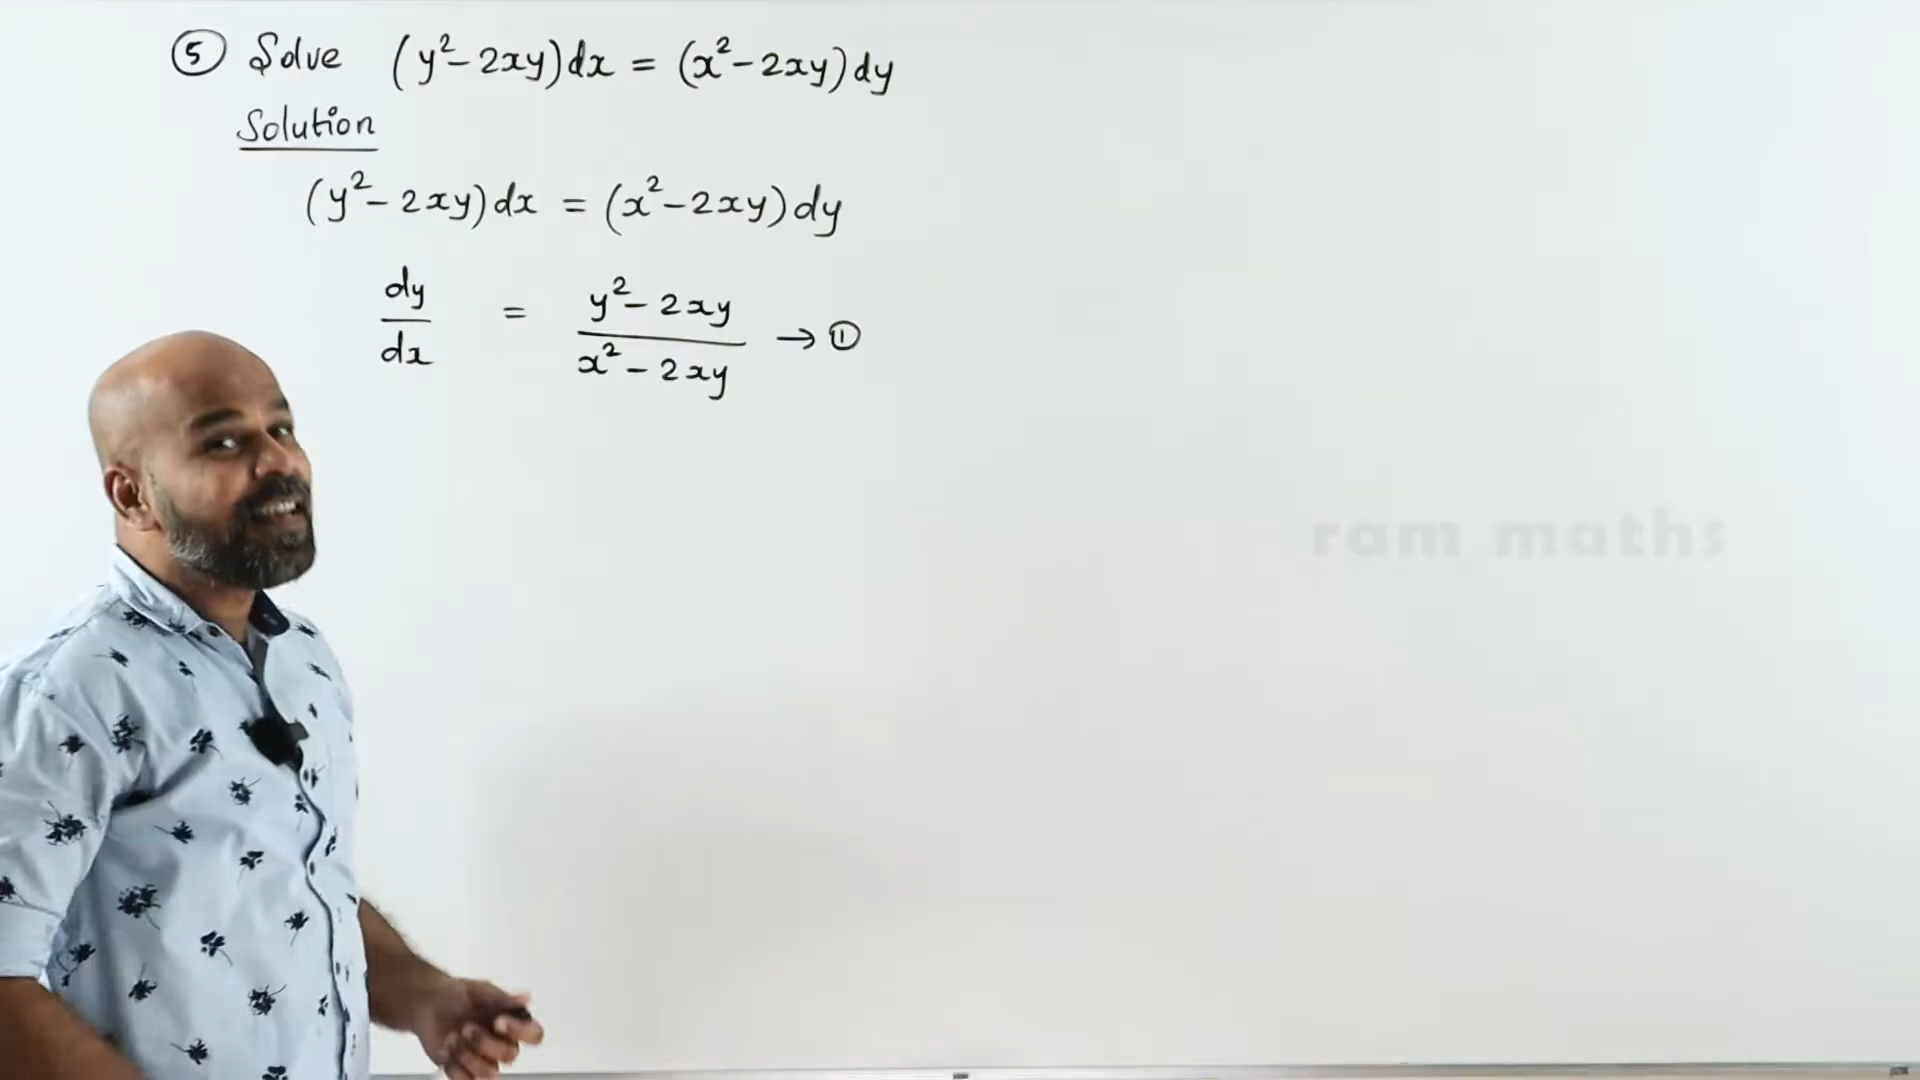 ⑤ Solve (y²-2xy)dx = (x²-2xy)dy
Solution
(y²-2xy)dx = (x²-2xy)dy
dy/dx = (y²-2xy)/(x²-2xy) → ①
ram maths